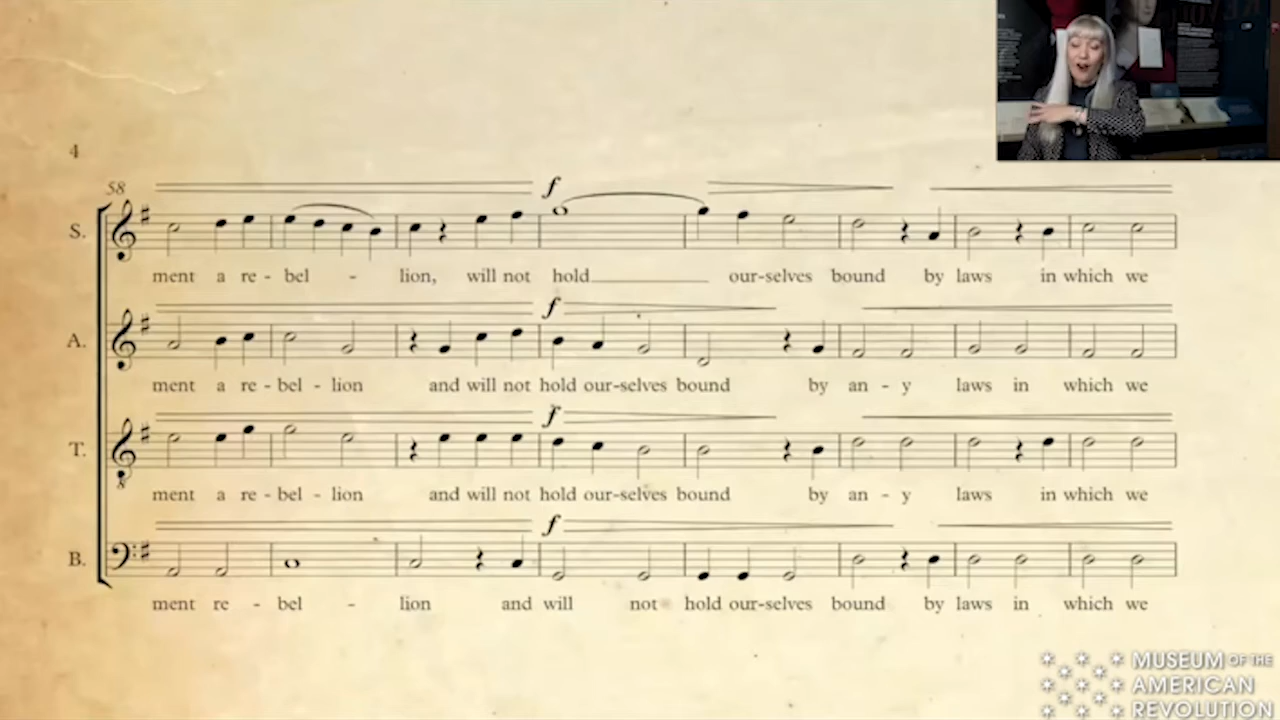 4
58
f
S.
ment a re - bel - lion, will not hold our-selves bound by laws in which we
f
A.
ment a re - bel - lion and will not hold our-selves bound by an - y laws in which we
f
T.
8
ment a re - bel - lion and will not hold our-selves bound by an - y laws in which we
f
B.
ment re - bel - lion and will not hold our-selves bound by laws in which we
MUSEUM OF THE
AMERICAN
REVOLUTION